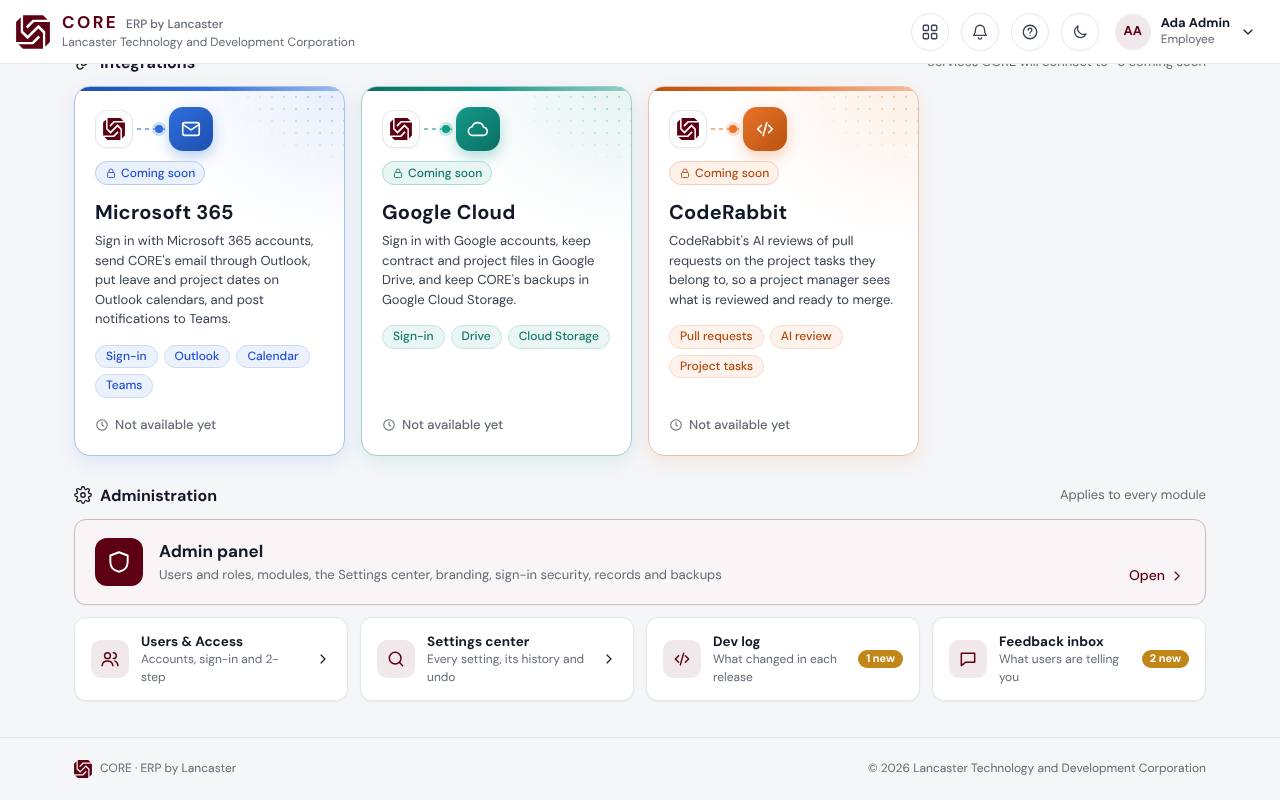 CORE ERP by Lancaster
Lancaster Technology and Development Corporation
AA
Ada Admin
Employee
Integrations
Services CORE will connect to · 3 coming soon
Coming soon
Microsoft 365
Sign in with Microsoft 365 accounts,
send CORE's email through Outlook,
put leave and project dates on
Outlook calendars, and post
notifications to Teams.
Sign-in Outlook Calendar
Teams
Not available yet
Coming soon
Google Cloud
Sign in with Google accounts, keep
contract and project files in Google
Drive, and keep CORE's backups in
Google Cloud Storage.
Sign-in Drive Cloud Storage
Not available yet
Coming soon
CodeRabbit
CodeRabbit's AI reviews of pull
requests on the project tasks they
belong to, so a project manager sees
what is reviewed and ready to merge.
Pull requests AI review
Project tasks
Not available yet
Administration
Applies to every module
Admin panel
Users and roles, modules, the Settings center, branding, sign-in security, records and backups
Open
Users & Access
Accounts, sign-in and 2-
step
Settings center
Every setting, its history and
undo
Dev log
What changed in each
release
1 new
Feedback inbox
What users are telling
you
2 new
CORE · ERP by Lancaster
© 2026 Lancaster Technology and Development Corporation